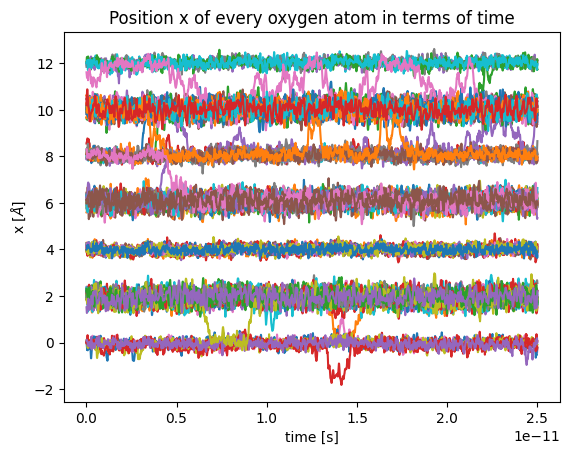 Position x of every oxygen atom in terms of time
x [Å]
12
10
8
6
4
2
0
−2
0.0 0.5 1.0 1.5 2.0 2.5
1e−11
time [s]